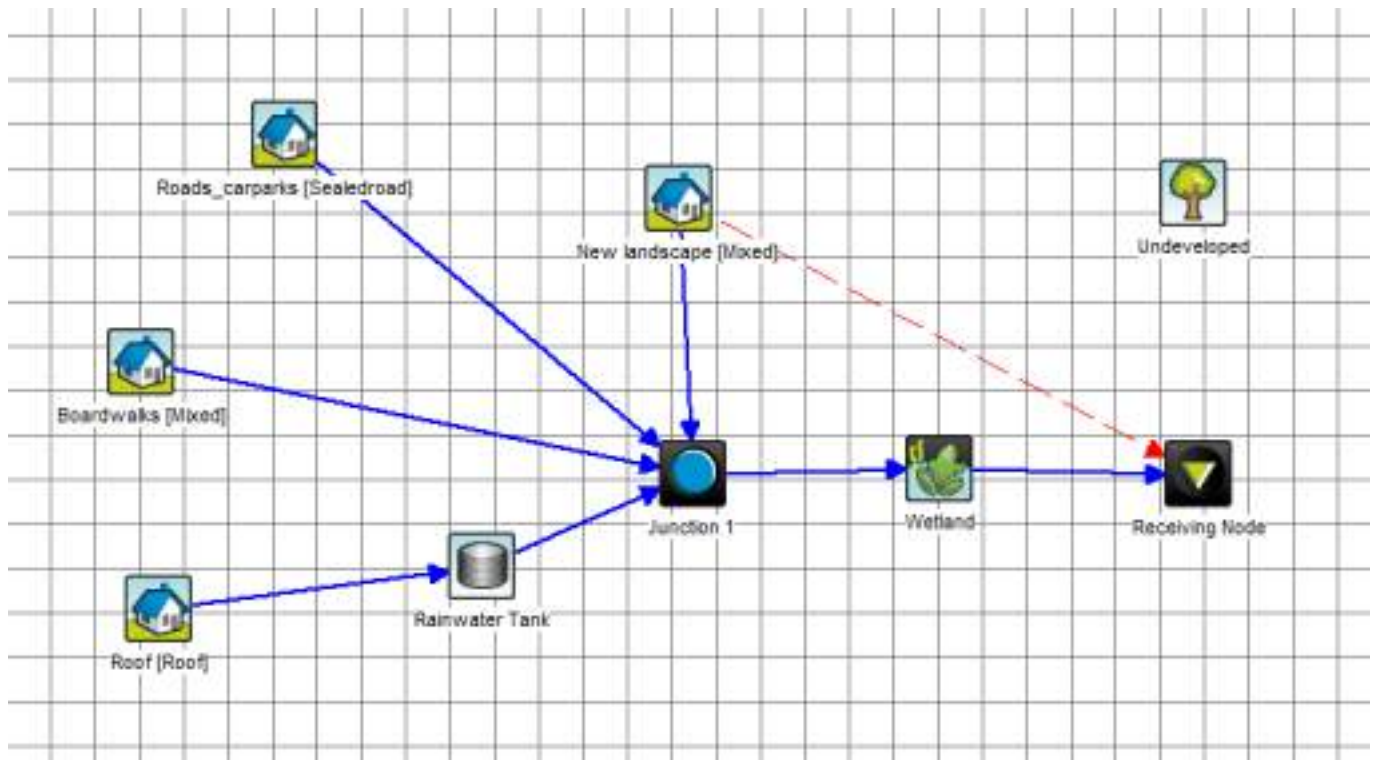 Roads_carparks [Sealedroad]
New landscape [Mixed]
Undeveloped
Boardwalks [Mixed]
Junction 1
Wetland
Receiving Node
Rainwater Tank
Roof [Roof]